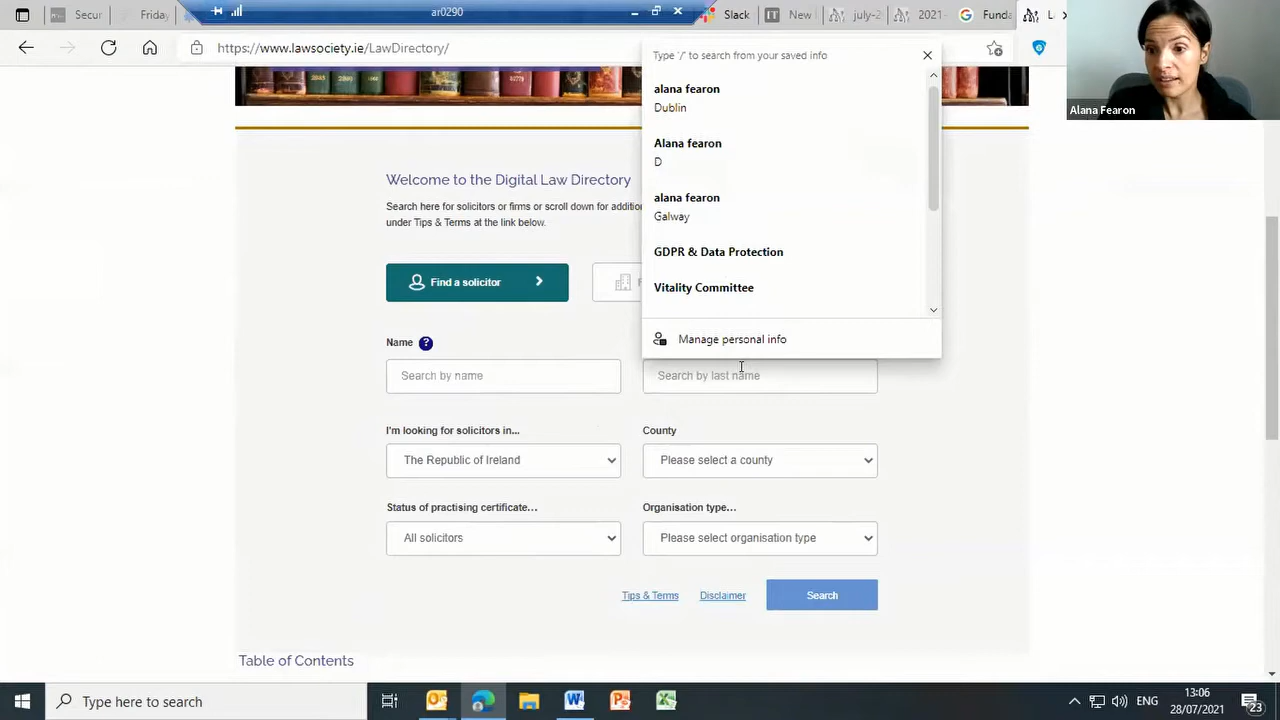 Secur
Friday
ar0290
Slack
New
july-2
2021-
Funda
Lo
https://www.lawsociety.ie/LawDirectory/
Type '/' to search from your saved info
alana fearon
Dublin
Alana fearon
D
alana fearon
Galway
GDPR & Data Protection
Vitality Committee
Manage personal info
Alana Fearon
Welcome to the Digital Law Directory
Search here for solicitors or firms or scroll down for addition
under Tips & Terms at the link below.
Find a solicitor
F
Name ?
Search by name
Search by last name
I'm looking for solicitors in...
County
The Republic of Ireland
Please select a county
Status of practising certificate...
Organisation type...
All solicitors
Please select organisation type
Tips & Terms
Disclaimer
Search
Table of Contents
Type here to search
ENG
13:06
28/07/2021
23